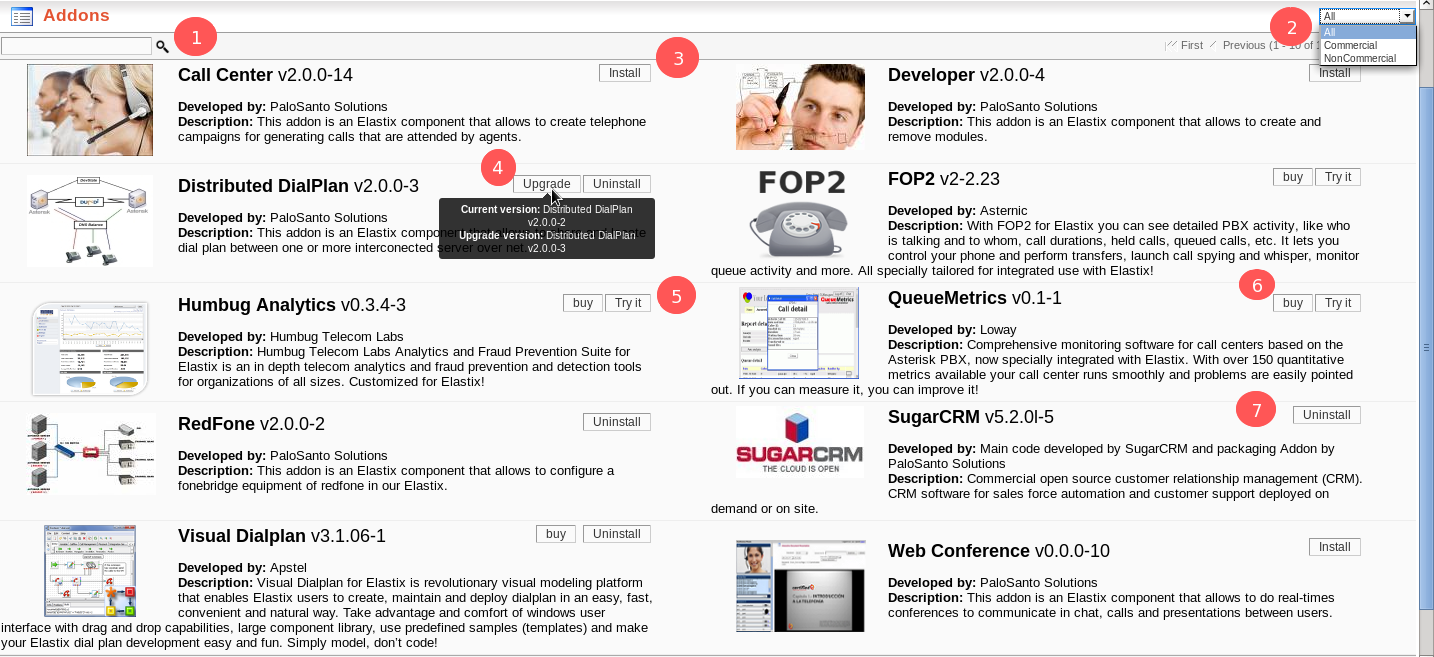 Addons
All
All
Commercial
NonCommercial
1
2
First Previous (1 - 10 of
3
Call Center v2.0.0-14
Install
Developed by: PaloSanto Solutions
Description: This addon is an Elastix component that allows to create telephone
campaigns for generating calls that are attended by agents.
Developer v2.0.0-4
Install
Developed by: PaloSanto Solutions
Description: This addon is an Elastix component that allows to create and
remove modules.
4
Distributed DialPlan v2.0.0-3
Upgrade Uninstall
Developed by: PaloSanto Solutions
Description: This addon is an Elastix
dial plan between one or more interconnected server over net.
Current version: Distributed DialPlan
v2.0.0-2
Upgrade version: Distributed DialPlan
v2.0.0-3
Asterisk
Asterisk
FOP2
FOP2 v2-2.23
buy Try it
Developed by: Asternic
Description: With FOP2 for Elastix you can see detailed PBX activity, like who
is talking and to whom, call durations, held calls, queued calls, etc. It lets you
control your phone and perform transfers, launch call spying and whisper, monitor
queue activity and more. All specially tailored for integrated use with Elastix!
Humbug Analytics v0.3.4-3
buy Try it
5
Developed by: Humbug Telecom Labs
Description: Humbug Telecom Labs Analytics and Fraud Prevention Suite for
Elastix is an in depth telecom analytics and fraud prevention and detection tools
for organizations of all sizes. Customized for Elastix!
6
QueueMetrics v0.1-1
buy Try it
Developed by: Loway
Description: Comprehensive monitoring software for call centers based on the
Asterisk PBX, now specially integrated with Elastix. With over 150 quantitative
metrics available your call center runs smoothly and problems are easily pointed
out. If you can measure it, you can improve it!
QueueMetrics
Call detail
RedFone v2.0.0-2
Uninstall
Developed by: PaloSanto Solutions
Description: This addon is an Elastix component that allows to configure a
fonebridge equipment of redfone in our Elastix.
7
SUGARCRM
THE CLOUD IS OPEN
SugarCRM v5.2.0l-5
Uninstall
Developed by: Main code developed by SugarCRM and packaging Addon by
PaloSanto Solutions
Description: Commercial open source customer relationship management (CRM).
CRM software for sales force automation and customer support deployed on
demand or on site.
Visual Dialplan v3.1.06-1
buy Uninstall
Developed by: Apstel
Description: Visual Dialplan for Elastix is revolutionary visual modeling platform
that enables Elastix users to create, maintain and deploy dialplan in an easy, fast,
convenient and natural way. Take advantage and comfort of windows user
interface with drag and drop capabilities, large component library, use predefined samples (templates) and make
your Elastix dial plan development easy and fun. Simply model, don't code!
Web Conference v0.0.0-10
Install
Developed by: PaloSanto Solutions
Description: This addon is an Elastix component that allows to do real-times
conferences to communicate in chat, calls and presentations between users.